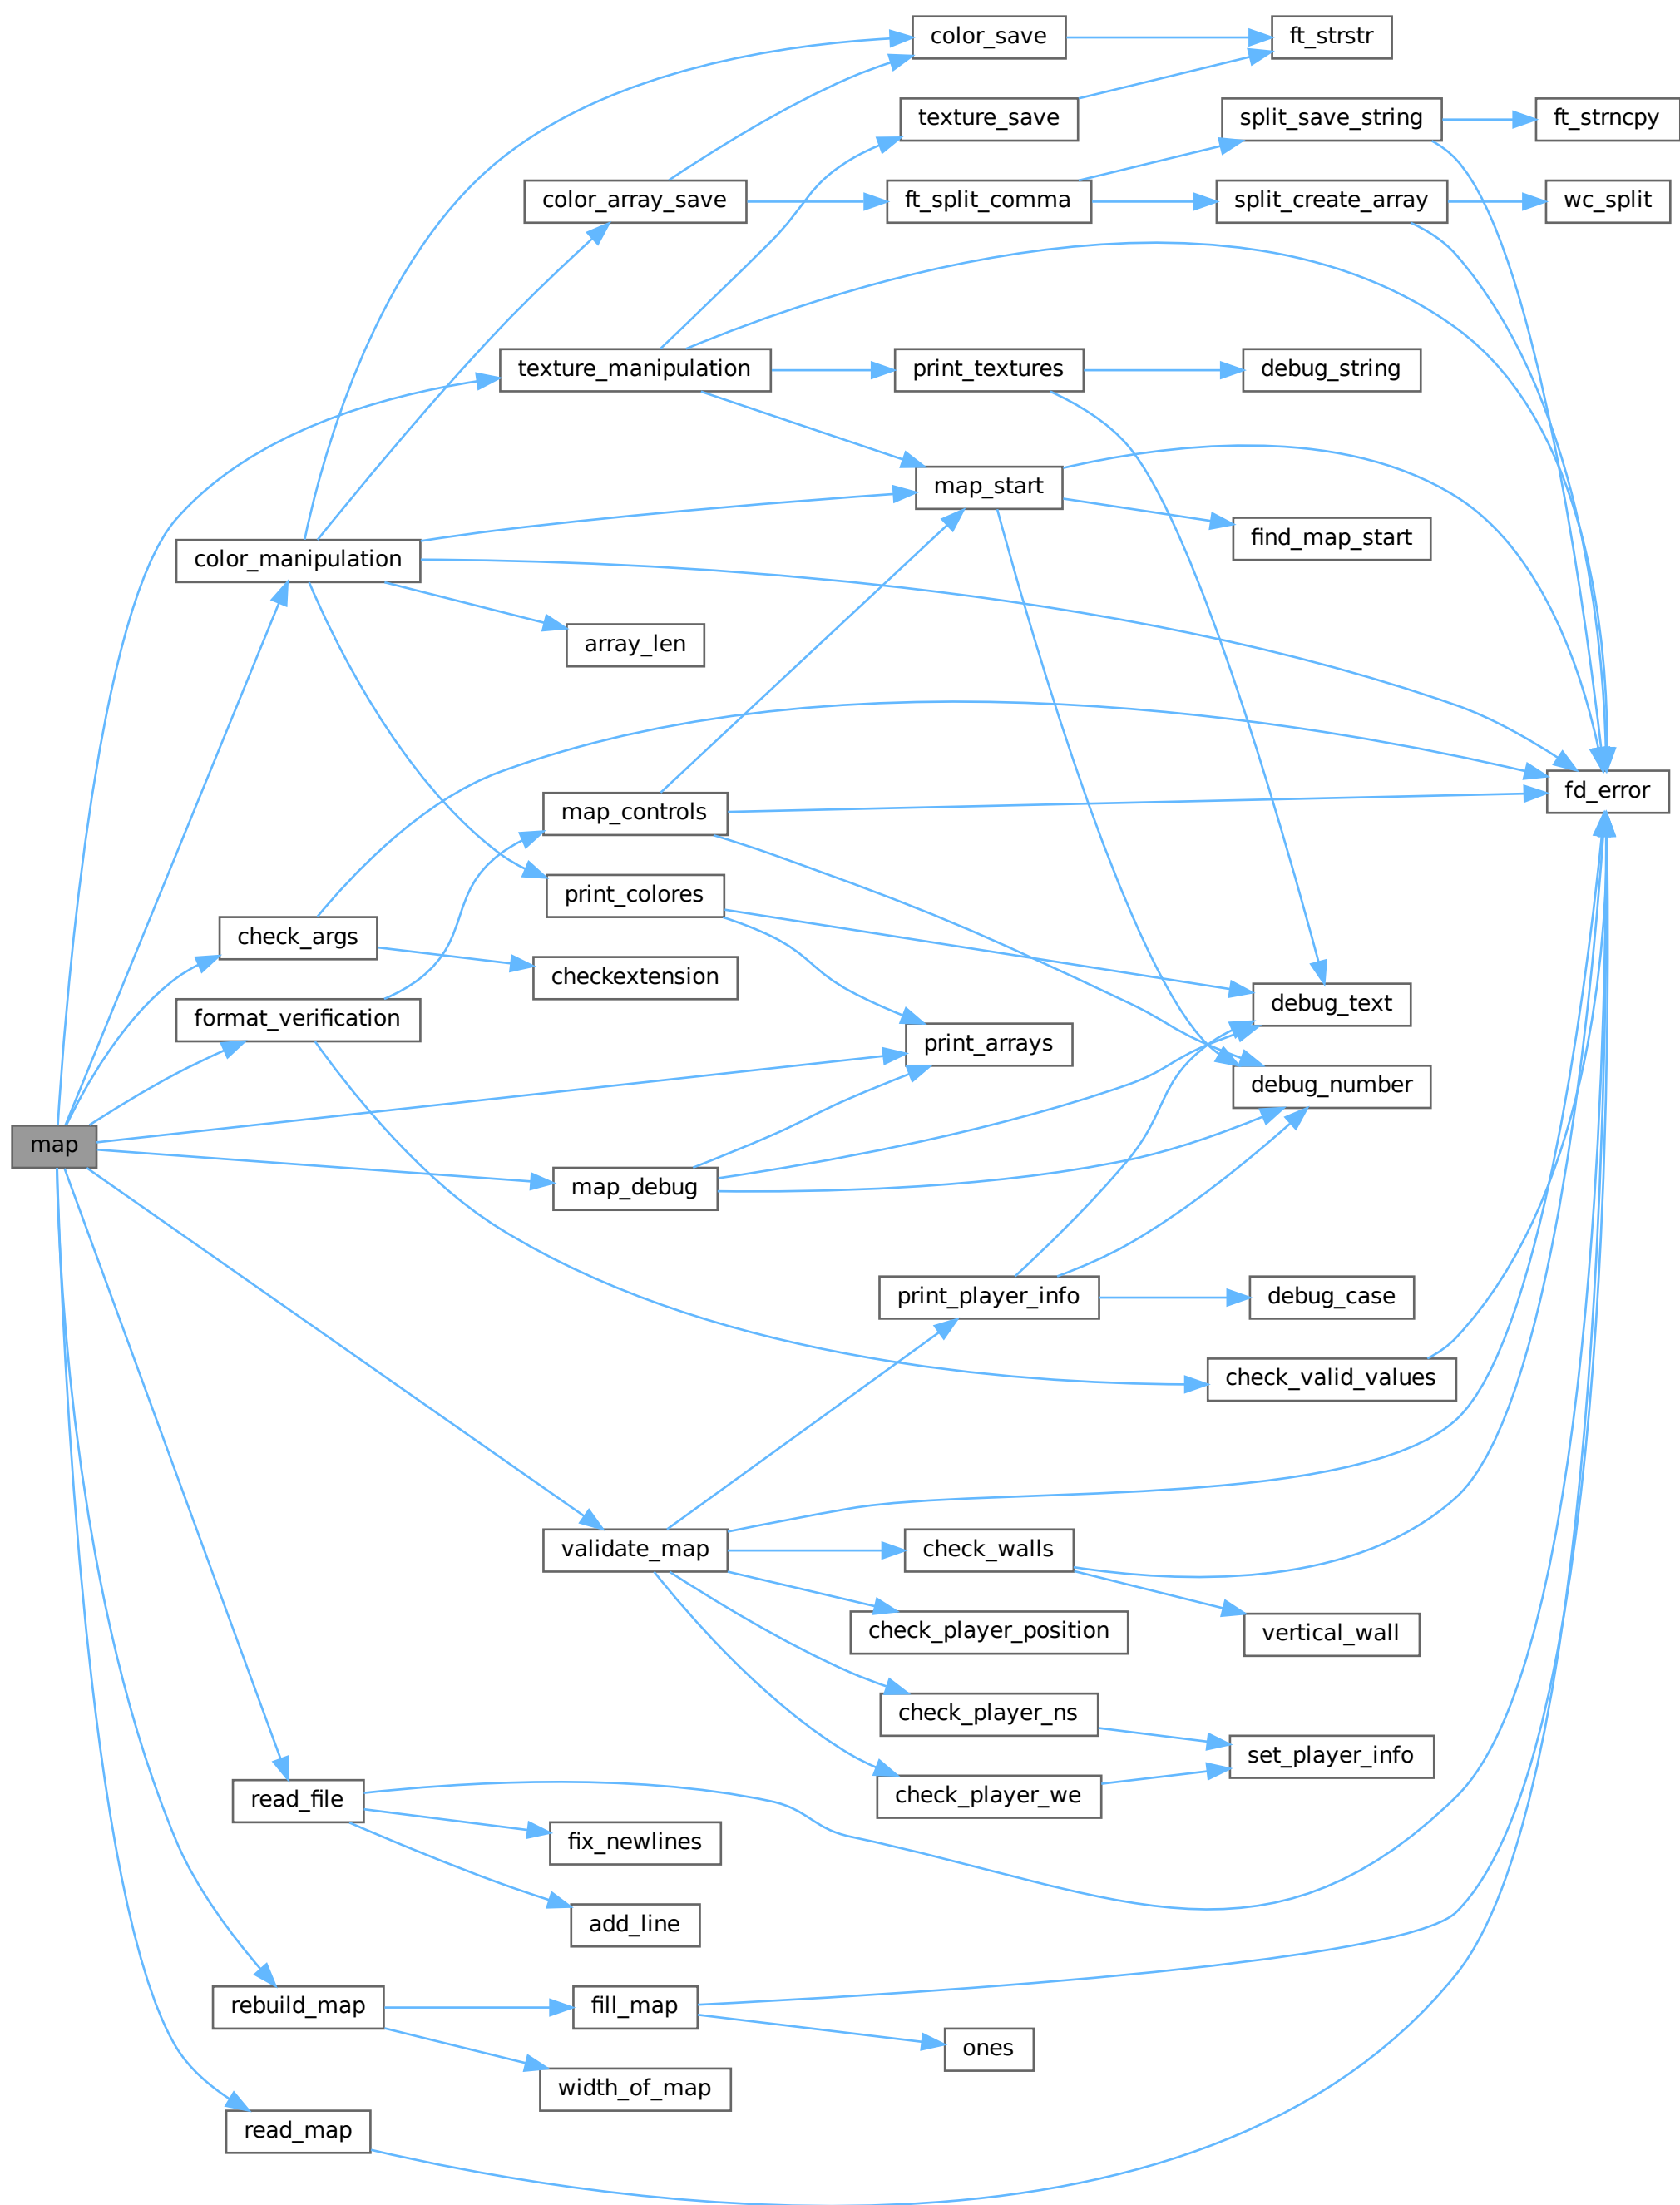 color_save
ft_strstr
texture_save
split_save_string
ft_strncpy
color_array_save
ft_split_comma
split_create_array
wc_split
texture_manipulation
print_textures
debug_string
map_start
find_map_start
color_manipulation
array_len
map_controls
fd_error
print_colores
check_args
checkextension
debug_text
format_verification
print_arrays
debug_number
map
map_debug
print_player_info
debug_case
check_valid_values
validate_map
check_walls
check_player_position
vertical_wall
check_player_ns
set_player_info
check_player_we
read_file
fix_newlines
add_line
rebuild_map
fill_map
ones
width_of_map
read_map